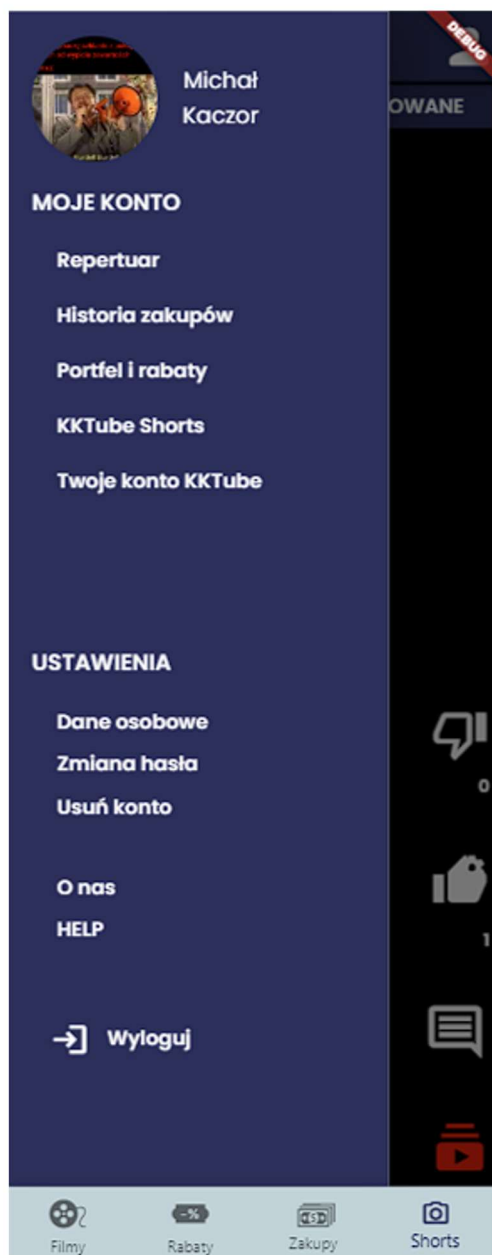 DEBUG
Michał
Kaczor
OWANE
MOJE KONTO
Repertuar
Historia zakupów
Portfel i rabaty
KKTube Shorts
Twoje konto KKTube
USTAWIENIA
Dane osobowe
Zmiana hasła
0
Usuń konto
O nas
HELP
1
Wyloguj
-%
Filmy
Rabaty
Zakupy
Shorts